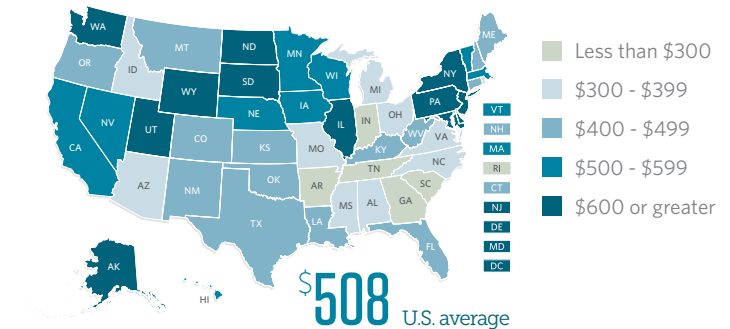 WA
ME
MT
ND
MN
OR
ID
WI
NY
SD
MI
WY
PA
IA
NE
OH
NV
IN
IL
UT
VT
CO
WV
VA
NH
CA
KS
MO
KY
MA
NC
TN
RI
OK
AZ
AR
SC
NM
CT
MS
AL
GA
NJ
TX
LA
DE
FL
MD
AK
DC
HI
$508 U.S. average
Less than $300
$300 - $399
$400 - $499
$500 - $599
$600 or greater